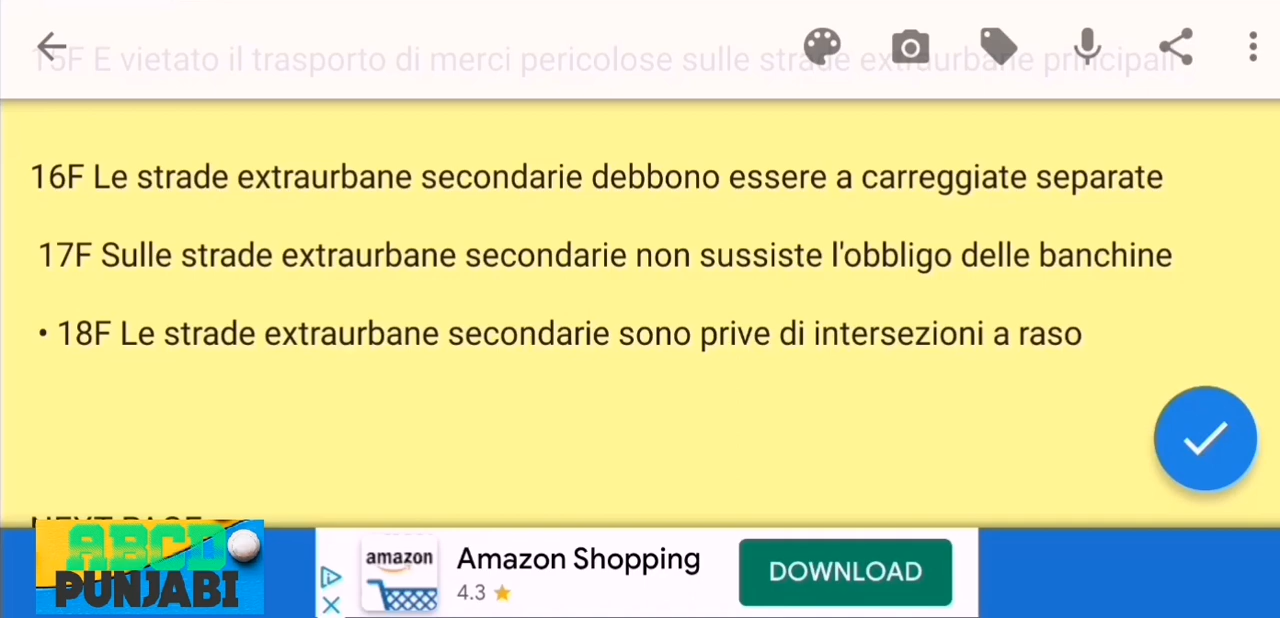 15F E vietato il trasporto di merci pericolose sulle strade extraurbane principali
16F Le strade extraurbane secondarie debbono essere a carreggiate separate
17F Sulle strade extraurbane secondarie non sussiste l'obbligo delle banchine
• 18F Le strade extraurbane secondarie sono prive di intersezioni a raso
NEXT PAGE
ABCD
PUNJABI
amazon
Amazon Shopping
4.3
DOWNLOAD